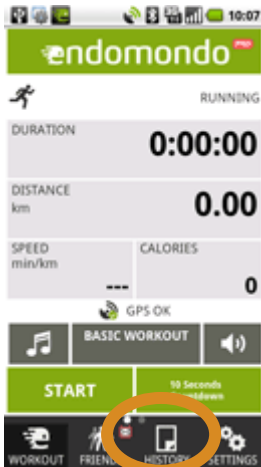 10:07
endomondo PRO
RUNNING
DURATION
0:00:00
DISTANCE
km
0.00
SPEED
min/km
---
CALORIES
0
GPS OK
BASIC WORKOUT
START
10 Seconds
Countdown
WORKOUT FRIENDS HISTORY SETTINGS